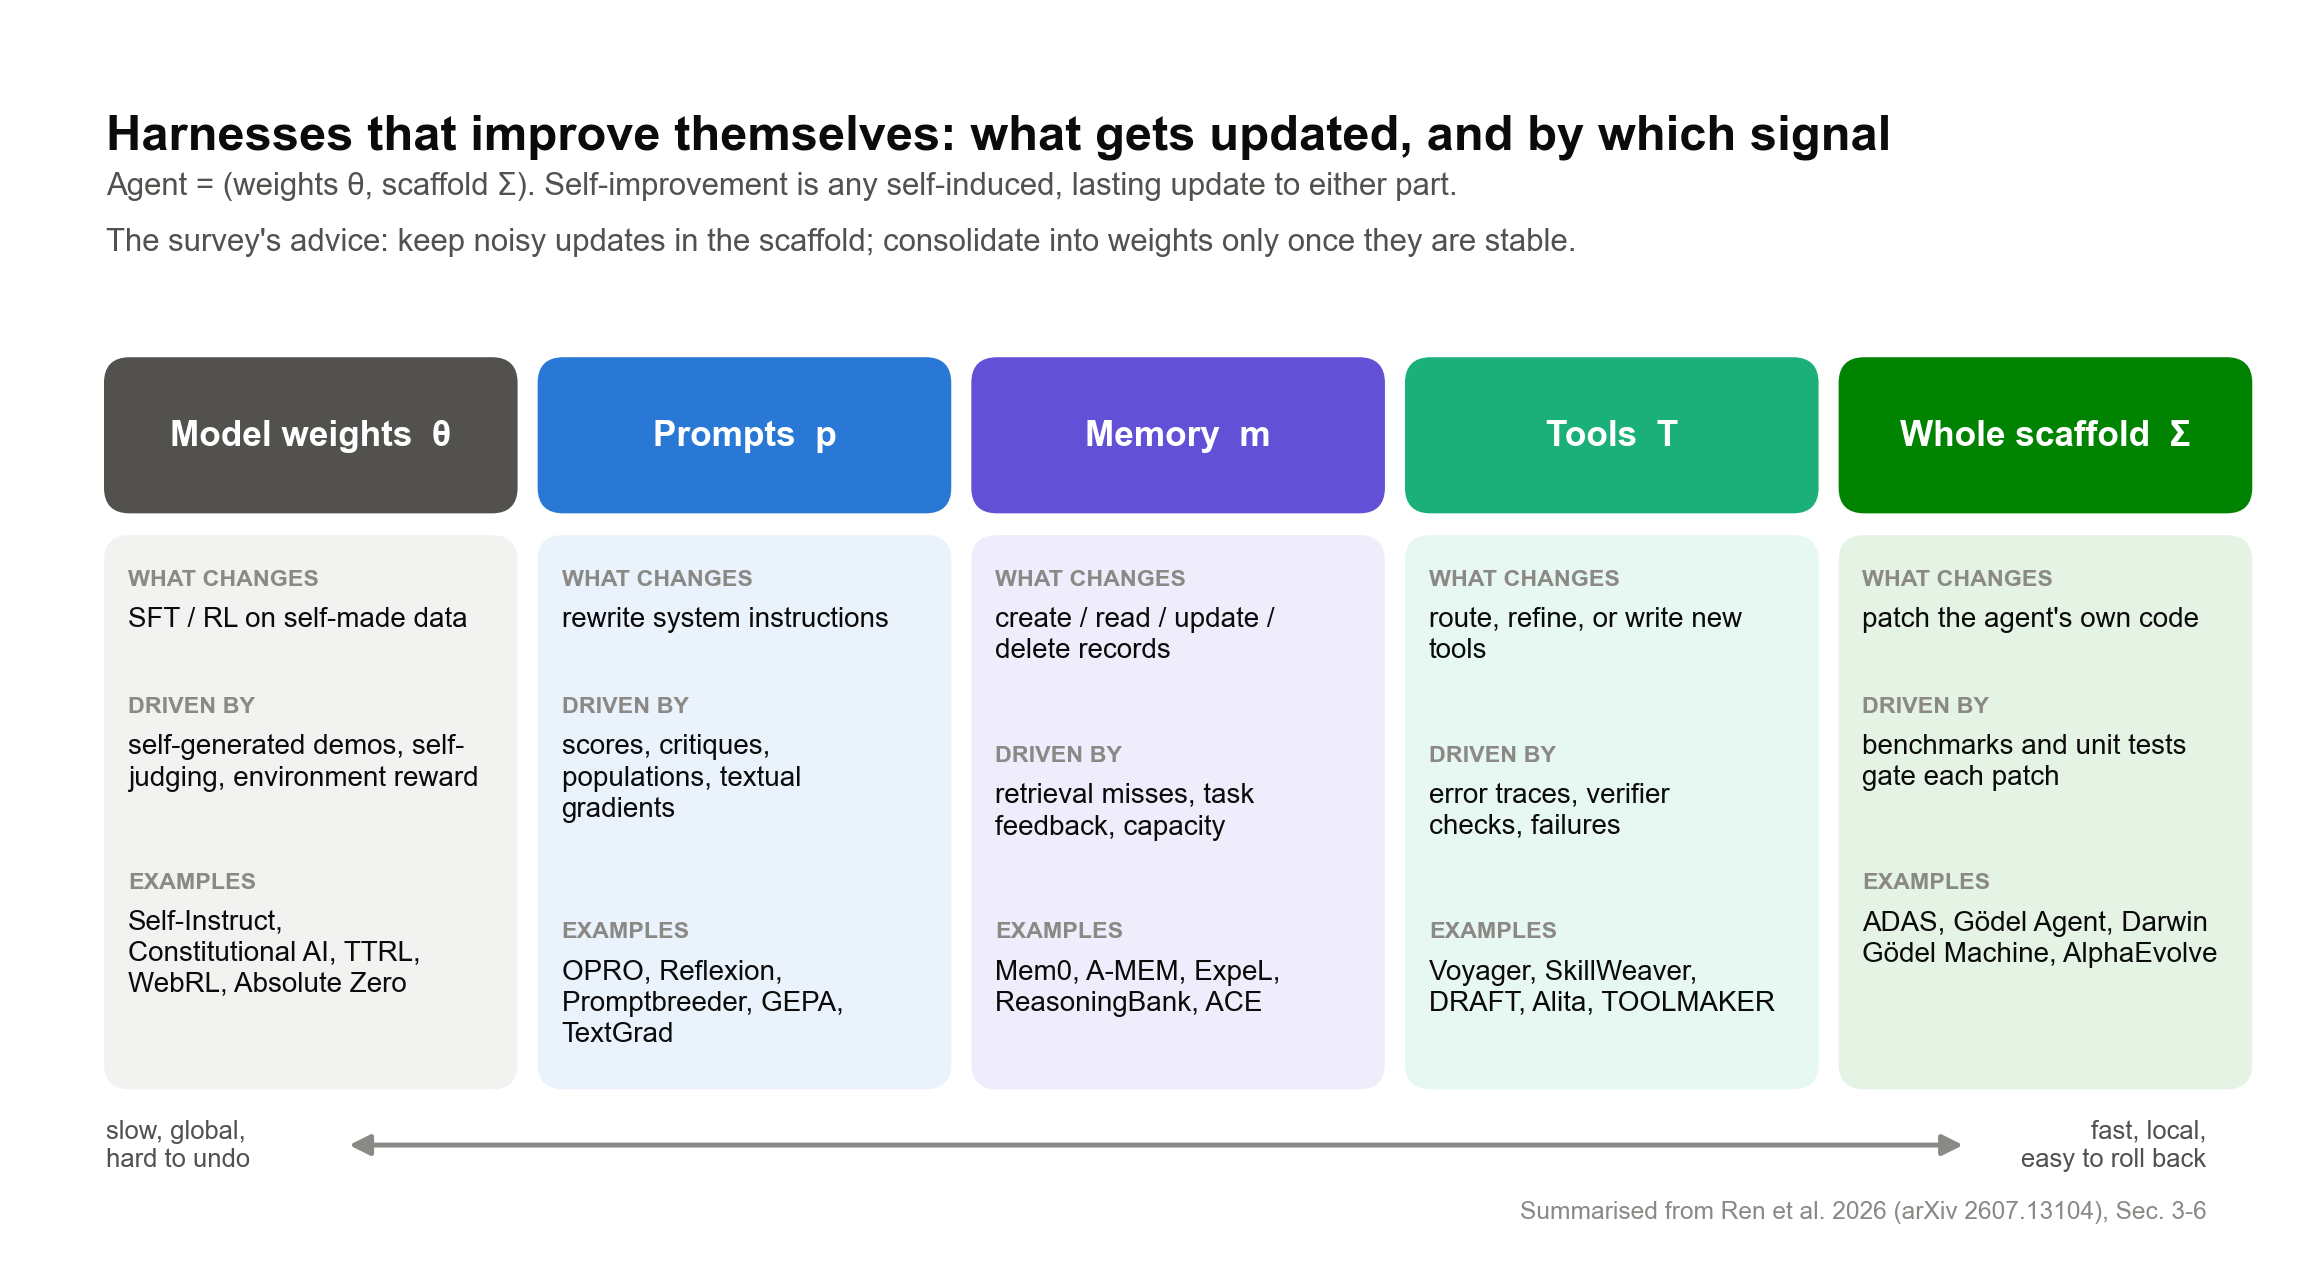 Harnesses that improve themselves: what gets updated, and by which signal
Agent = (weights θ, scaffold Σ). Self-improvement is any self-induced, lasting update to either part.
The survey's advice: keep noisy updates in the scaffold; consolidate into weights only once they are stable.
Model weights θ
WHAT CHANGES
SFT / RL on self-made data
DRIVEN BY
self-generated demos, self-
judging, environment reward
EXAMPLES
Self-Instruct,
Constitutional AI, TTRL,
WebRL, Absolute Zero
Prompts p
WHAT CHANGES
rewrite system instructions
DRIVEN BY
scores, critiques,
populations, textual
gradients
EXAMPLES
OPRO, Reflexion,
Promptbreeder, GEPA,
TextGrad
Memory m
WHAT CHANGES
create / read / update /
delete records
DRIVEN BY
retrieval misses, task
feedback, capacity
EXAMPLES
Mem0, A-MEM, ExpeL,
ReasoningBank, ACE
Tools T
WHAT CHANGES
route, refine, or write new
tools
DRIVEN BY
error traces, verifier
checks, failures
EXAMPLES
Voyager, SkillWeaver,
DRAFT, Alita, TOOLMAKER
Whole scaffold Σ
WHAT CHANGES
patch the agent's own code
DRIVEN BY
benchmarks and unit tests
gate each patch
EXAMPLES
ADAS, Gödel Agent, Darwin
Gödel Machine, AlphaEvolve
slow, global,
hard to undo
fast, local,
easy to roll back
Summarised from Ren et al. 2026 (arXiv 2607.13104), Sec. 3-6